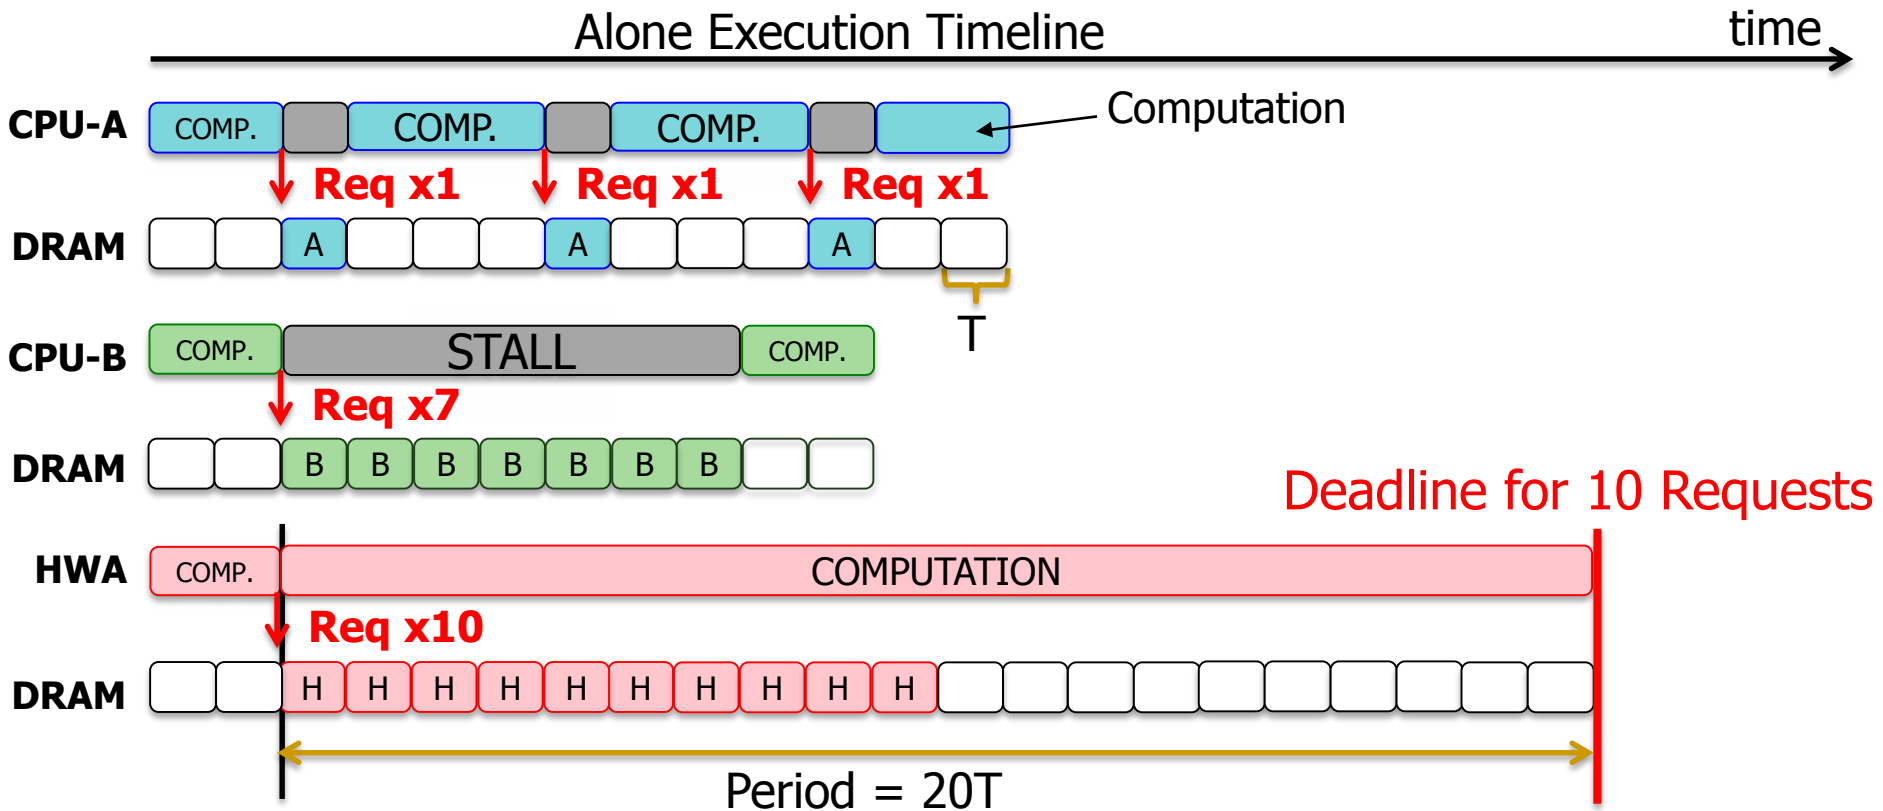 Alone Execution Timeline
time
CPU-A
COMP.
COMP.
COMP.
Computation
Req x1
Req x1
Req x1
DRAM
A
A
A
T
CPU-B
COMP.
STALL
COMP.
Req x7
DRAM
B B B B B B B
Deadline for 10 Requests
HWA
COMP.
COMPUTATION
Req x10
DRAM
H H H H H H H H H H
Period = 20T